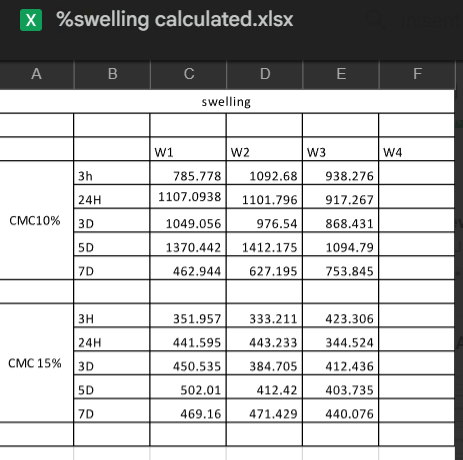 X %swelling calculated.xlsx
A B C D E F
swelling
W1 W2 W3 W4
3h 785.778 1092.68 938.276
24H 1107.0938 1101.796 917.267
CMC10% 3D 1049.056 976.54 868.431
5D 1370.442 1412.175 1094.79
7D 462.944 627.195 753.845
3H 351.957 333.211 423.306
24H 441.595 443.233 344.524
CMC 15% 3D 450.535 384.705 412.436
5D 502.01 412.42 403.735
7D 469.16 471.429 440.076